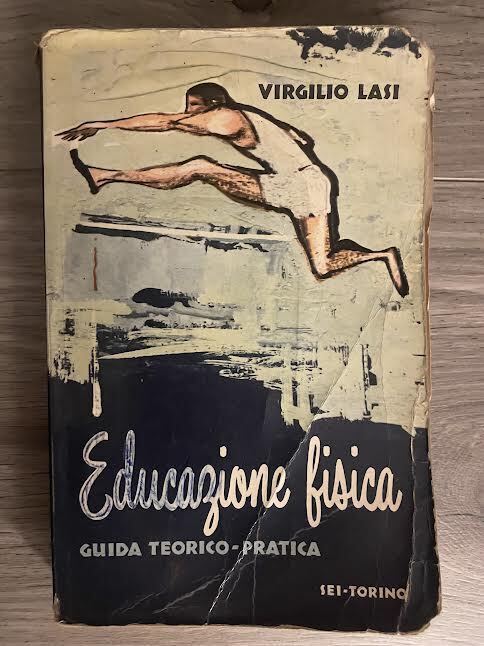 VIRGILIO LASI
Educazione fisica
GUIDA TEORICO-PRATICA
SEI-TORINO